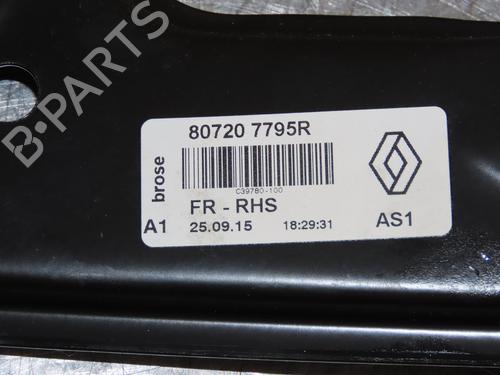 80720 7795R
brose
C39780-100
FR - RHS
A1
25.09.15
18:29:31
AS1
B-PARTS